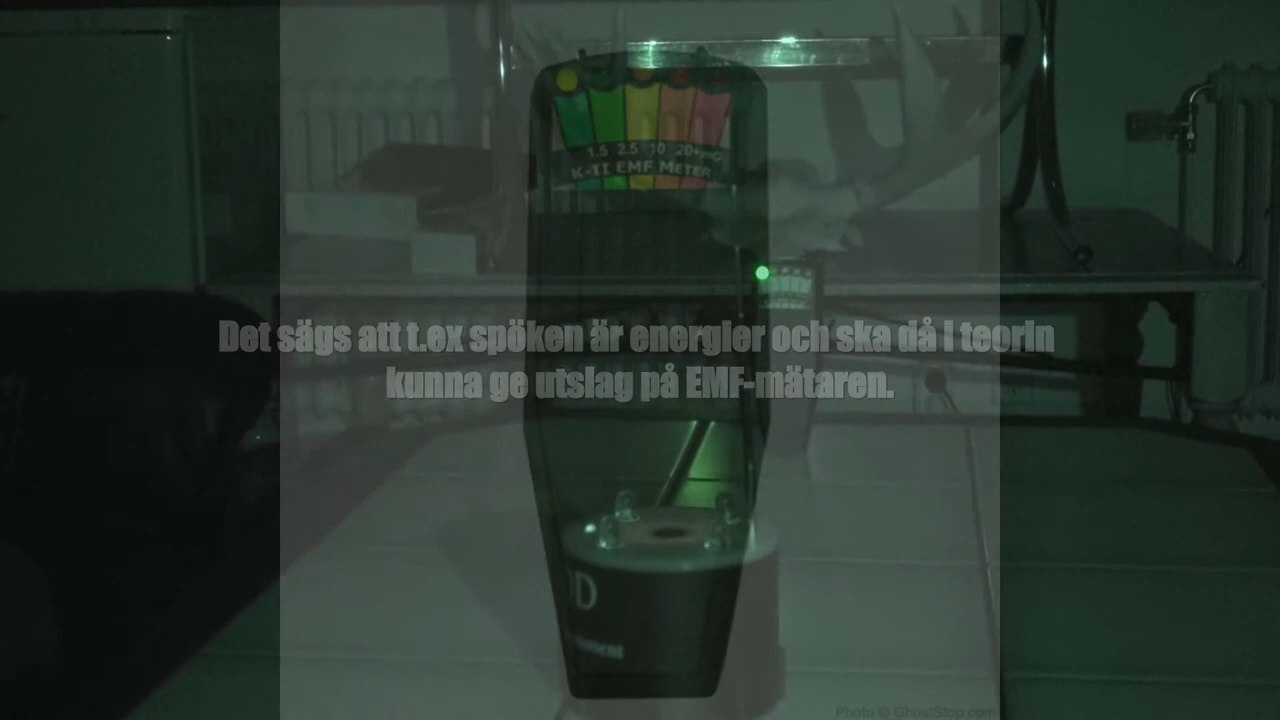 1.5 2.5 10 20+mG
K-II EMF METER
Det sägs att t.ex spöken är energier och ska då i teorin
kunna ge utslag på EMF-mätaren.
D
Photo © GhostStop.com